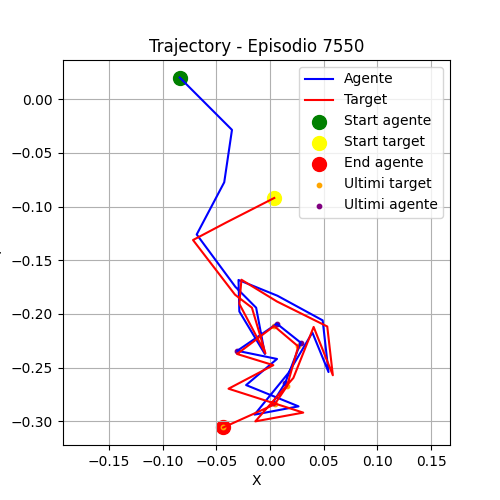 Trajectory - Episodio 7550
Agente
Target
Start agente
Start target
End agente
Ultimi target
Ultimi agente
0.00
−0.05
−0.10
−0.15
−0.20
−0.25
−0.30
−0.15 −0.10 −0.05 0.00 0.05 0.10 0.15
X